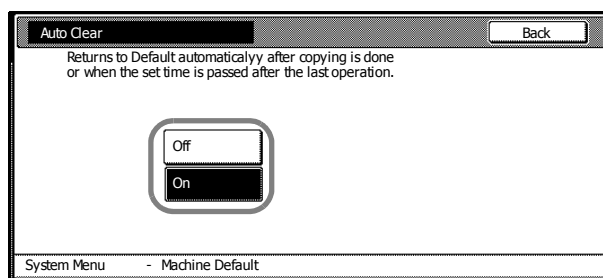 Auto Clear
Back
Returns to Default automaticalyy after copying is done
or when the set time is passed after the last operation.
Off
On
System Menu - Machine Default